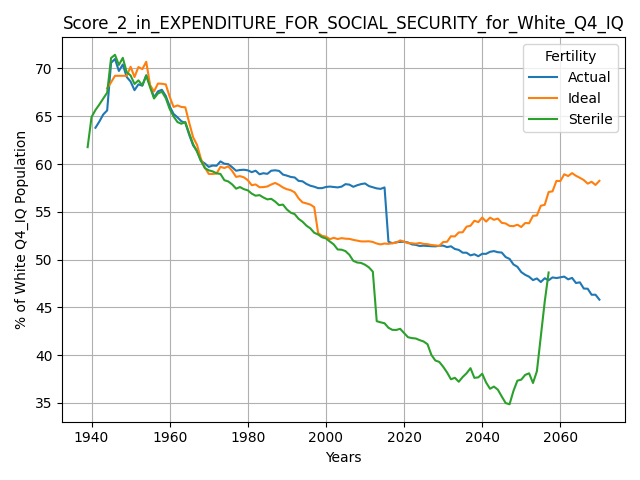 Score_2_in_EXPENDITURE_FOR_SOCIAL_SECURITY_for_White_Q4_IQ
Fertility
Actual
Ideal
Sterile
% of White Q4_IQ Population
70
65
60
55
50
45
40
35
1940 1960 1980 2000 2020 2040 2060
Years